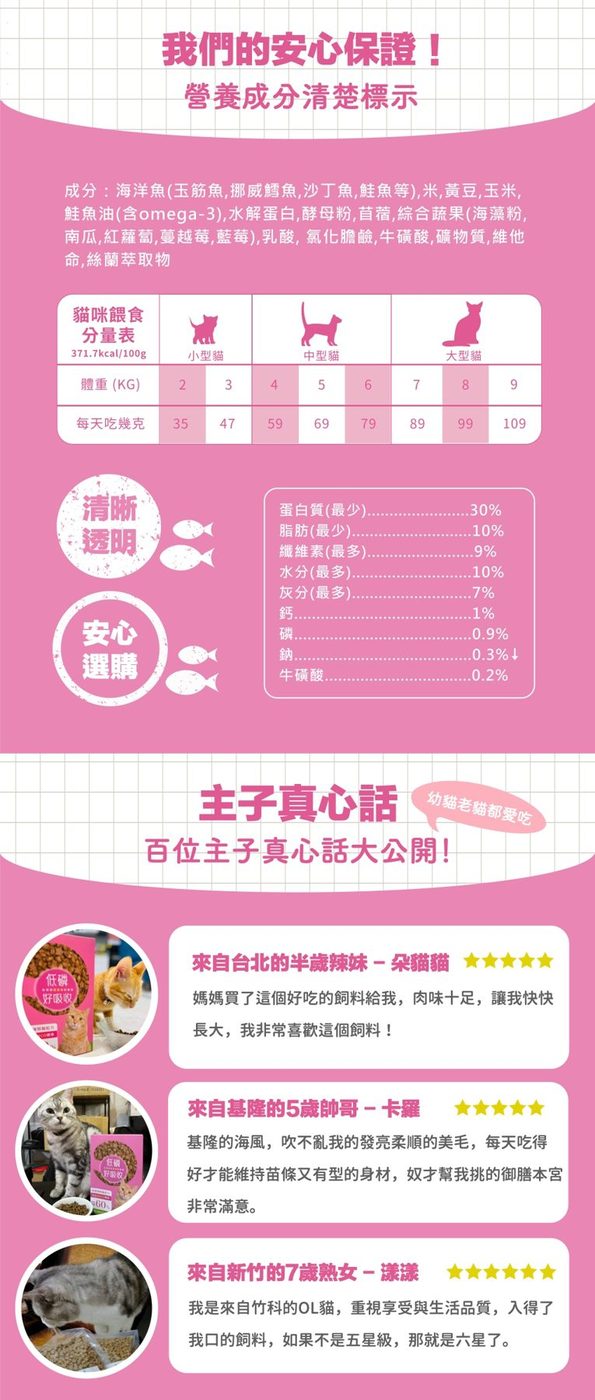 我們的安心保證！
營養成分清楚標示
成分：海洋魚(玉筋魚,挪威鱈魚,沙丁魚,鮭魚等),米,黃豆,玉米,
鮭魚油(含omega-3),水解蛋白,酵母粉,苜蓿,綜合蔬果(海藻粉,
南瓜,紅蘿蔔,蔓越莓,藍莓),乳酸, 氯化膽鹼,牛磺酸,礦物質,維他
命,絲蘭萃取物
貓咪餵食
分量表
371.7kcal/100g
小型貓 中型貓 大型貓
體重 (KG) 2 3 4 5 6 7 8 9
每天吃幾克 35 47 59 69 79 89 99 109
清晰
透明
安心
選購
蛋白質(最少)........................30%
脂肪(最少)............................10%
纖維素(最多).........................9%
水分(最多)............................10%
灰分(最多)............................7%
鈣.........................................1%
磷.........................................0.9%
鈉.........................................0.3%↓
牛磺酸..................................0.2%
主子真心話
幼貓老貓都愛吃
百位主子真心話大公開！
低磷
好吸收
來自台北的半歲辣妹 – 朵貓貓 ★★★★★
媽媽買了這個好吃的飼料給我，肉味十足，讓我快快
長大，我非常喜歡這個飼料！
低磷
好吸收
60%
來自基隆的5歲帥哥 – 卡羅 ★★★★★
基隆的海風，吹不亂我的發亮柔順的美毛，每天吃得
好才能維持苗條又有型的身材，奴才幫我挑的御膳本宮
非常滿意。
來自新竹的7歲熟女 – 漾漾 ★★★★★★
我是來自竹科的OL貓，重視享受與生活品質，入得了
我口的飼料，如果不是五星級，那就是六星了。